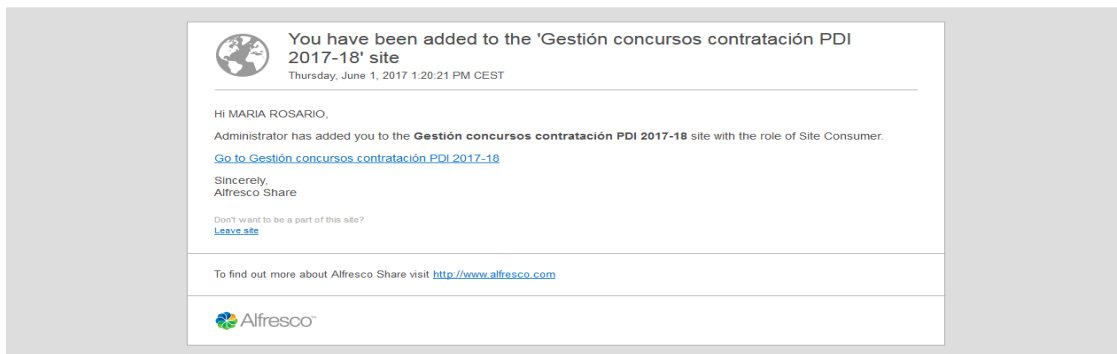 You have been added to the 'Gestión concursos contratación PDI
2017-18' site
Thursday, June 1, 2017 1:20:21 PM CEST
Hi MARIA ROSARIO,
Administrator has added you to the Gestión concursos contratación PDI 2017-18 site with the role of Site Consumer.
Go to Gestión concursos contratación PDI 2017-18
Sincerely,
Alfresco Share
Don't want to be a part of this site?
Leave site
To find out more about Alfresco Share visit http://www.alfresco.com
Alfresco™